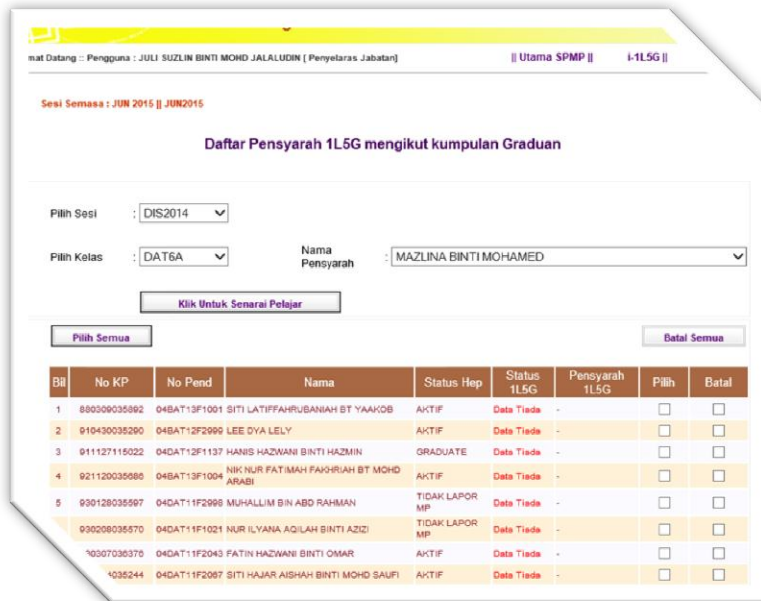 mat Datang :: Pengguna : JULI SUZLIN BINTI MOHD JALALUDIN [ Penyelaras Jabatan]
|| Utama SPMP || i-1L5G ||
Sesi Semasa : JUN 2015 || JUN2015
Daftar Pensyarah 1L5G mengikut kumpulan Graduan
Pilih Sesi : DIS2014
Pilih Kelas : DAT6A Nama Pensyarah : MAZLINA BINTI MOHAMED
Klik Untuk Senarai Pelajar
Pilih Semua Batal Semua
Bil No KP No Pend Nama Status Hep Status 1L5G Pensyarah 1L5G Pilih Batal
1 880309035892 04BAT13F1001 SITI LATIFFAHRUBANIAH BT YAAKOB AKTIF Data Tiada -
2 910430035290 04BAT12F2999 LEE DYA LELY AKTIF Data Tiada -
3 911127115022 04DAT12F1137 HANIS HAZWANI BINTI HAZMIN GRADUATE Data Tiada -
4 921120035686 04BAT13F1004 NIK NUR FATIMAH FAKHRIAH BT MOHD ARABI AKTIF Data Tiada -
5 930128035597 04DAT11F2998 MUHALLIM BIN ABD RAHMAN TIDAK LAPOR MP Data Tiada -
930208035570 04DAT11F1021 NUR ILYANA AQILAH BINTI AZIZI TIDAK LAPOR MP Data Tiada -
0307036376 04DAT11F2043 FATIN HAZWANI BINTI OMAR AKTIF Data Tiada -
035244 04DAT11F2067 SITI HAJAR AISHAH BINTI MOHD SAUFI AKTIF Data Tiada -